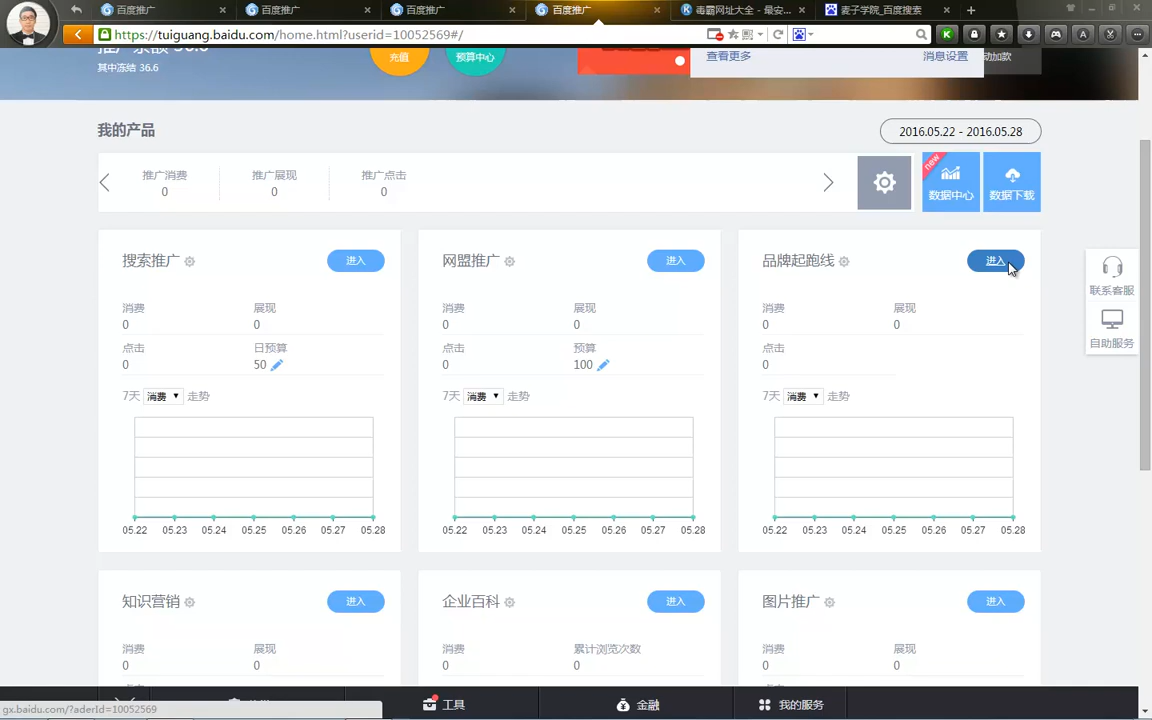 百度推广
百度推广
百度推广
百度推广
毒霸网址大全 - 最安...
麦子学院_百度搜索
https://tuiguang.baidu.com/home.html?userid=10052569#/
其中冻结 36.6
充值
预算中心
查看更多
消息设置
动加款
我的产品
2016.05.22 - 2016.05.28
推广消费
推广展现
推广点击
0
0
0
new
数据中心
数据下载
搜索推广
进入
消费
展现
0
0
点击
日预算
0
50
7天 消费 走势
05.22 05.23 05.24 05.25 05.26 05.27 05.28
网盟推广
进入
消费
展现
0
0
点击
预算
0
100
7天 消费 走势
05.22 05.23 05.24 05.25 05.26 05.27 05.28
品牌起跑线
进入
消费
展现
0
0
点击
0
7天 消费 走势
05.22 05.23 05.24 05.25 05.26 05.27 05.28
联系客服
自助服务
知识营销
进入
消费
展现
0
0
企业百科
进入
消费
累计浏览次数
0
0
图片推广
进入
消费
展现
0
0
工具
金融
我的服务
gx.baidu.com/?aderId=10052569